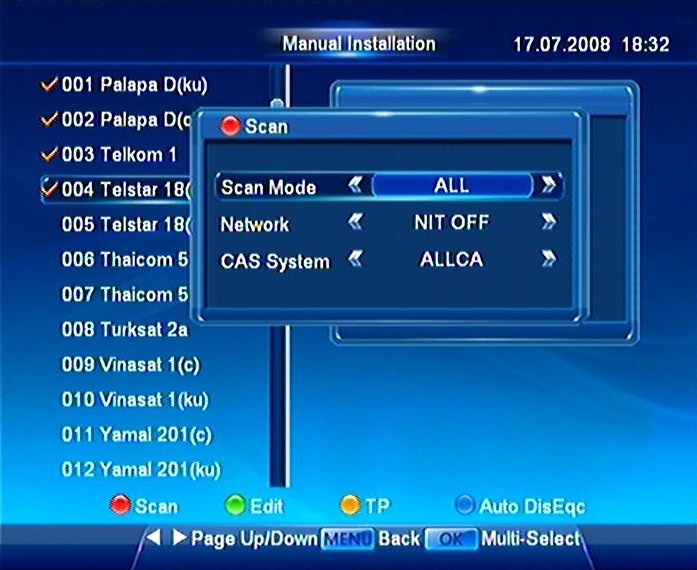 Manual Installation 17.07.2008 18:32
001 Palapa D(ku)
002 Palapa D(c
003 Telkom 1
004 Telstar 18(
005 Telstar 18(
006 Thaicom 5
007 Thaicom 5
008 Turksat 2a
009 Vinasat 1(c)
010 Vinasat 1(ku)
011 Yamal 201(c)
012 Yamal 201(ku)
Scan
Scan Mode ALL
Network NIT OFF
CAS System ALLCA
Scan Edit TP Auto DisEqc
Page Up/Down MENU Back OK Multi-Select